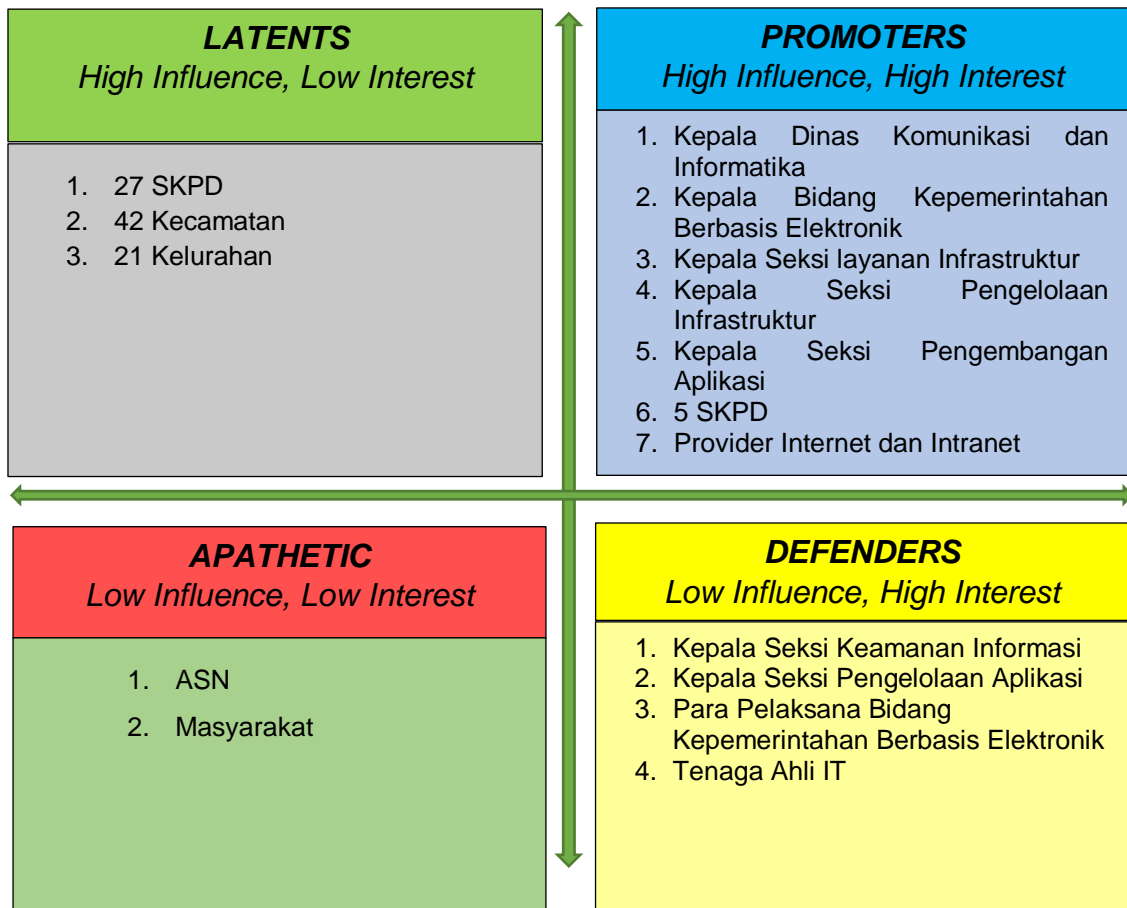 LATENTS
High Influence, Low Interest
1. 27 SKPD
2. 42 Kecamatan
3. 21 Kelurahan
PROMOTERS
High Influence, High Interest
1. Kepala Dinas Komunikasi dan
Informatika
2. Kepala Bidang Kepemerintahan
Berbasis Elektronik
3. Kepala Seksi layanan Infrastruktur
4. Kepala Seksi Pengelolaan
Infrastruktur
5. Kepala Seksi Pengembangan
Aplikasi
6. 5 SKPD
7. Provider Internet dan Intranet
APATHETIC
Low Influence, Low Interest
1. ASN
2. Masyarakat
DEFENDERS
Low Influence, High Interest
1. Kepala Seksi Keamanan Informasi
2. Kepala Seksi Pengelolaan Aplikasi
3. Para Pelaksana Bidang
Kepemerintahan Berbasis Elektronik
4. Tenaga Ahli IT